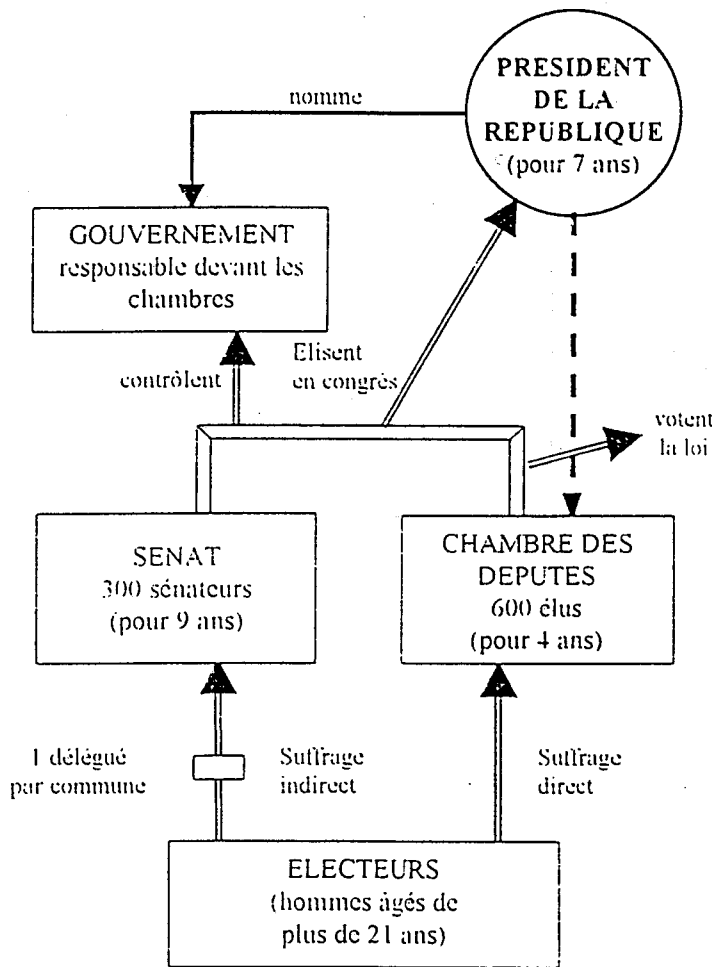 PRESIDENT
DE LA
REPUBLIQUE
(pour 7 ans)
nomme
GOUVERNEMENT
responsable devant les
chambres
Elisent
en congrès
contrôlent
votent
la loi
SENAT
300 sénateurs
(pour 9 ans)
CHAMBRE DES
DEPUTES
600 élus
(pour 4 ans)
1 délégué
par commune
Suffrage
indirect
Suffrage
direct
ELECTEURS
(hommes âgés de
plus de 21 ans)